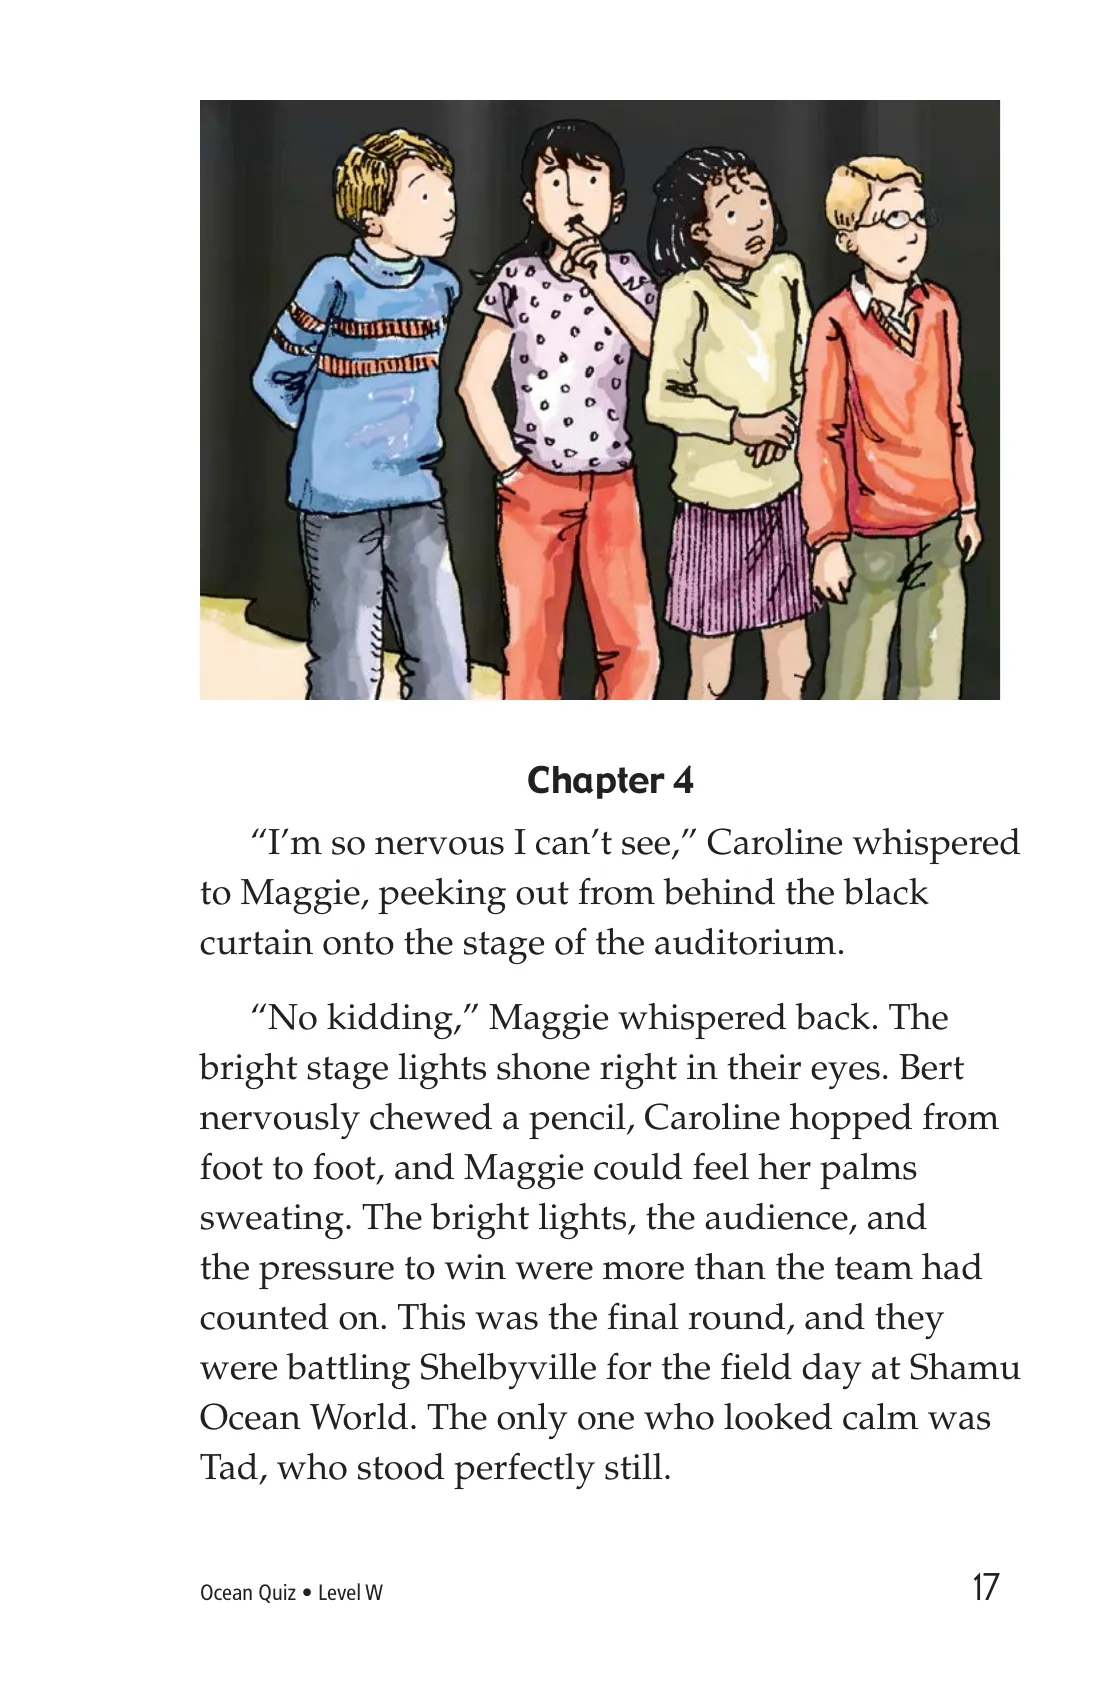 Chapter 4
“I’m so nervous I can’t see,” Caroline whispered
to Maggie, peeking out from behind the black
curtain onto the stage of the auditorium.
“No kidding,” Maggie whispered back. The
bright stage lights shone right in their eyes. Bert
nervously chewed a pencil, Caroline hopped from
foot to foot, and Maggie could feel her palms
sweating. The bright lights, the audience, and
the pressure to win were more than the team had
counted on. This was the final round, and they
were battling Shelbyville for the field day at Shamu
Ocean World. The only one who looked calm was
Tad, who stood perfectly still.
Ocean Quiz • Level W
17